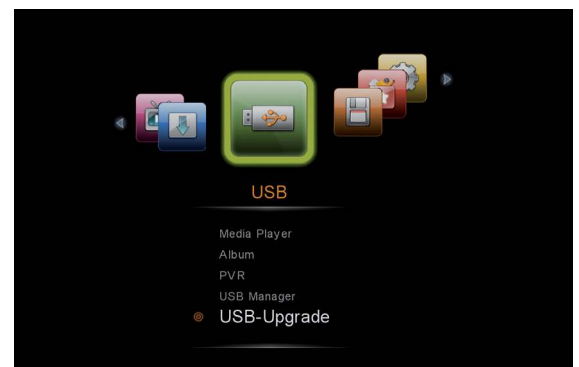 USB
Media Player
Album
PVR
USB Manager
USB-Upgrade